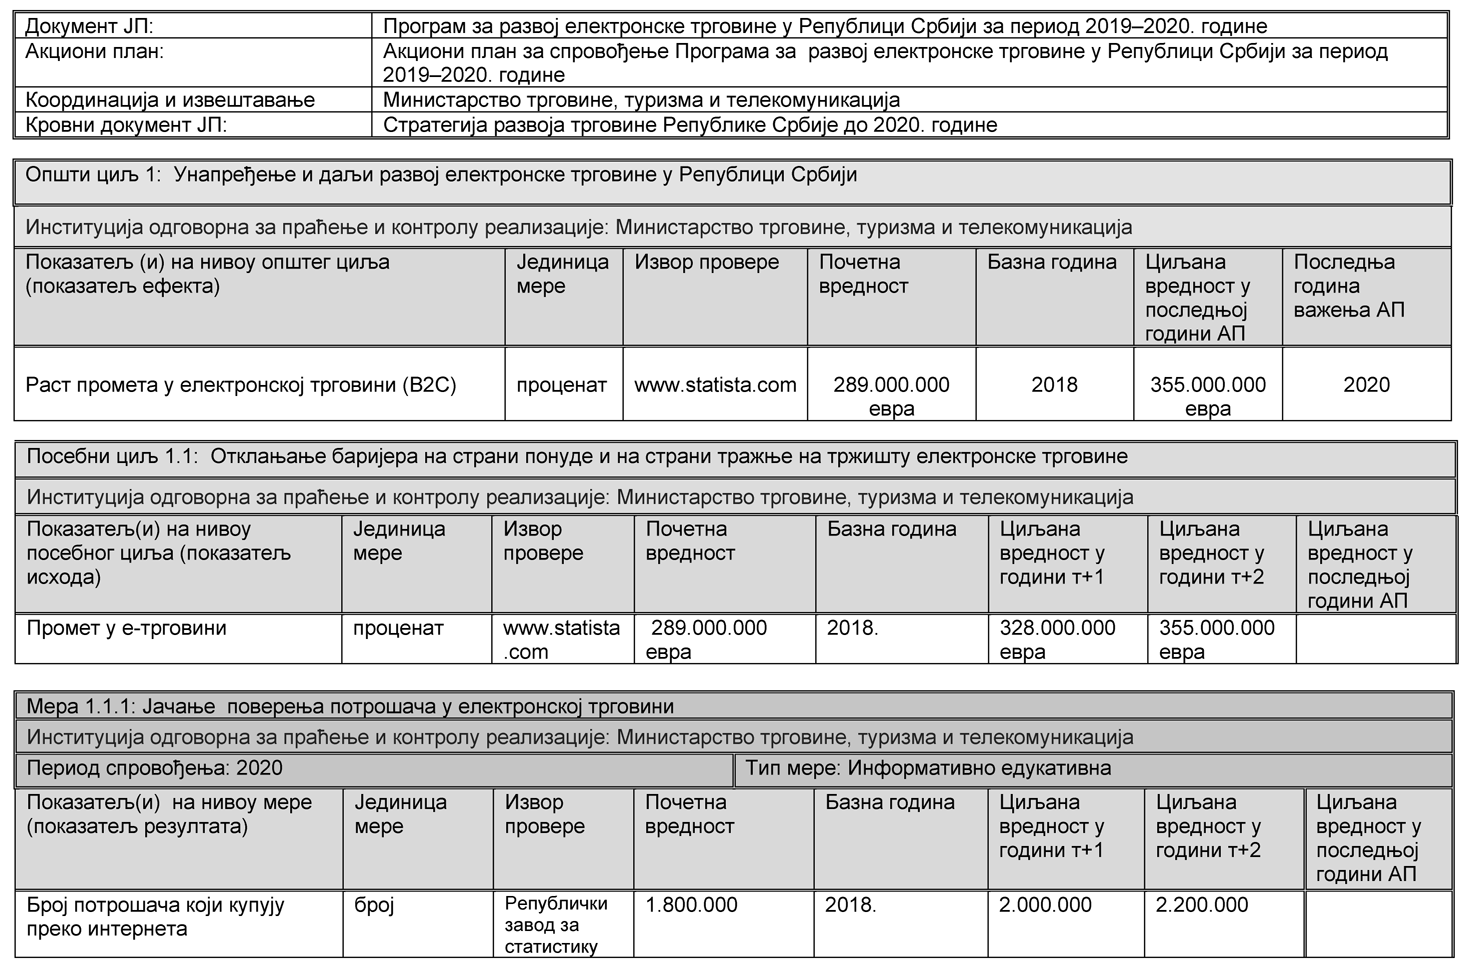 Документ ЈП: Програм за развој електронске трговине у Републици Србији за период 2019–2020. године
Акциони план: Акциони план за спровођење Програма за развој електронске трговине у Републици Србији за период
2019–2020. године
Координација и извештавање Министарство трговине, туризма и телекомуникација
Кровни документ ЈП: Стратегија развоја трговине Републике Србије до 2020. године
Општи циљ 1: Унапређење и даљи развој електронске трговине у Републици Србији
Институција одговорна за праћење и контролу реализације: Министарство трговине, туризма и телекомуникација
Показатељ (и) на нивоу општег циља Јединица Извор провере Почетна Базна година Циљана Последња
(показатељ ефекта) мере вредност вредност у година
последњој важења АП
години АП
Раст промета у електронској трговини (B2C) проценат www.statista.com 289.000.000 2018 355.000.000 2020
евра евра
Посебни циљ 1.1: Отклањање баријера на страни понуде и на страни тражње на тржишту електронске трговине
Институција одговорна за праћење и контролу реализације: Министарство трговине, туризма и телекомуникација
Показатељ(и) на нивоу Јединица Извор Почетна Базна година Циљана Циљана Циљана
посебног циља (показатељ мере провере вредност вредност у вредност у вредност у
исхода) години т+1 години т+2 последњој
години АП
Промет у е-трговини проценат www.statista 289.000.000 2018. 328.000.000 355.000.000
.com евра евра евра
Мера 1.1.1: Јачање поверења потрошача у електронској трговини
Институција одговорна за праћење и контролу реализације: Министарство трговине, туризма и телекомуникација
Период спровођења: 2020 Тип мере: Информативно едукативна
Показатељ(и) на нивоу мере Јединица Извор Почетна Базна година Циљана Циљана Циљана
(показатељ резултата) мере провере вредност вредност у вредност у вредност у
години т+1 години т+2 последњој
години АП
Број потрошача који купују број Републички 1.800.000 2018. 2.000.000 2.200.000
преко интернета завод за
статистику